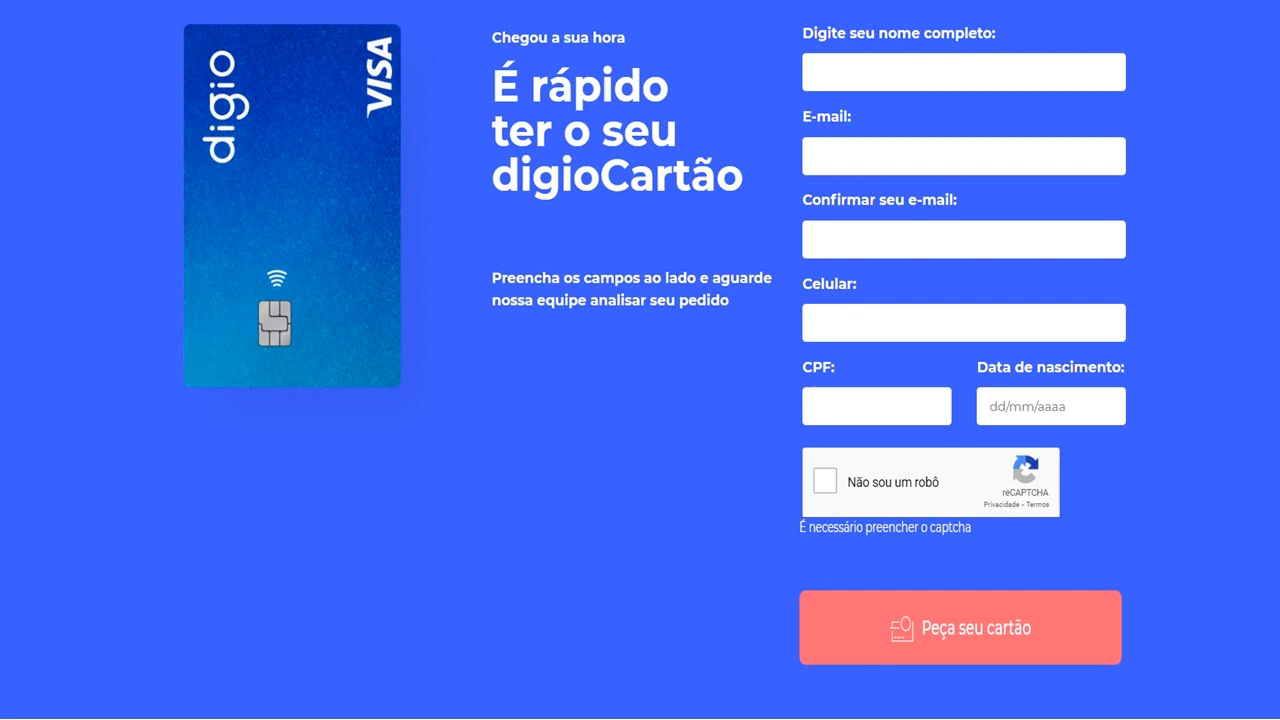 digio
VISA
Chegou a sua hora
É rápido
ter o seu
digioCartão
Preencha os campos ao lado e aguarde
nossa equipe analisar seu pedido
Digite seu nome completo:
E-mail:
Confirmar seu e-mail:
Celular:
CPF:
Data de nascimento:
dd/mm/aaaa
Não sou um robô
reCAPTCHA
Privacidade - Termos
É necessário preencher o captcha
Peça seu cartão